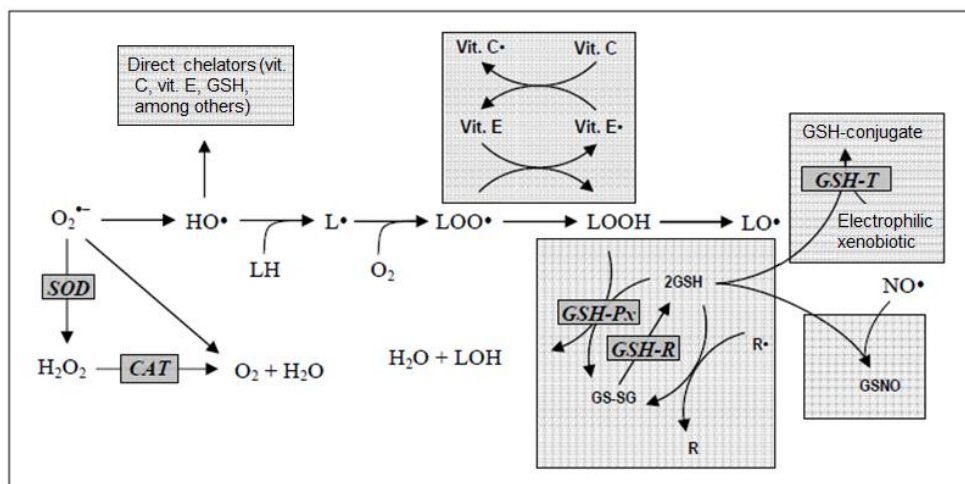 Direct chelators (vit.
C, vit. E, GSH,
among others)
Vit. C• Vit. C
Vit. E Vit. E•
GSH-conjugate
GSH-T
Electrophilic
xenobiotic
O₂•− HO• L• LOO• LOOH LO•
LH O₂
SOD
H₂O₂ CAT O₂ + H₂O
H₂O + LOH
2GSH
GSH-Px
GSH-R
GS-SG
R•
R
NO•
GSNO